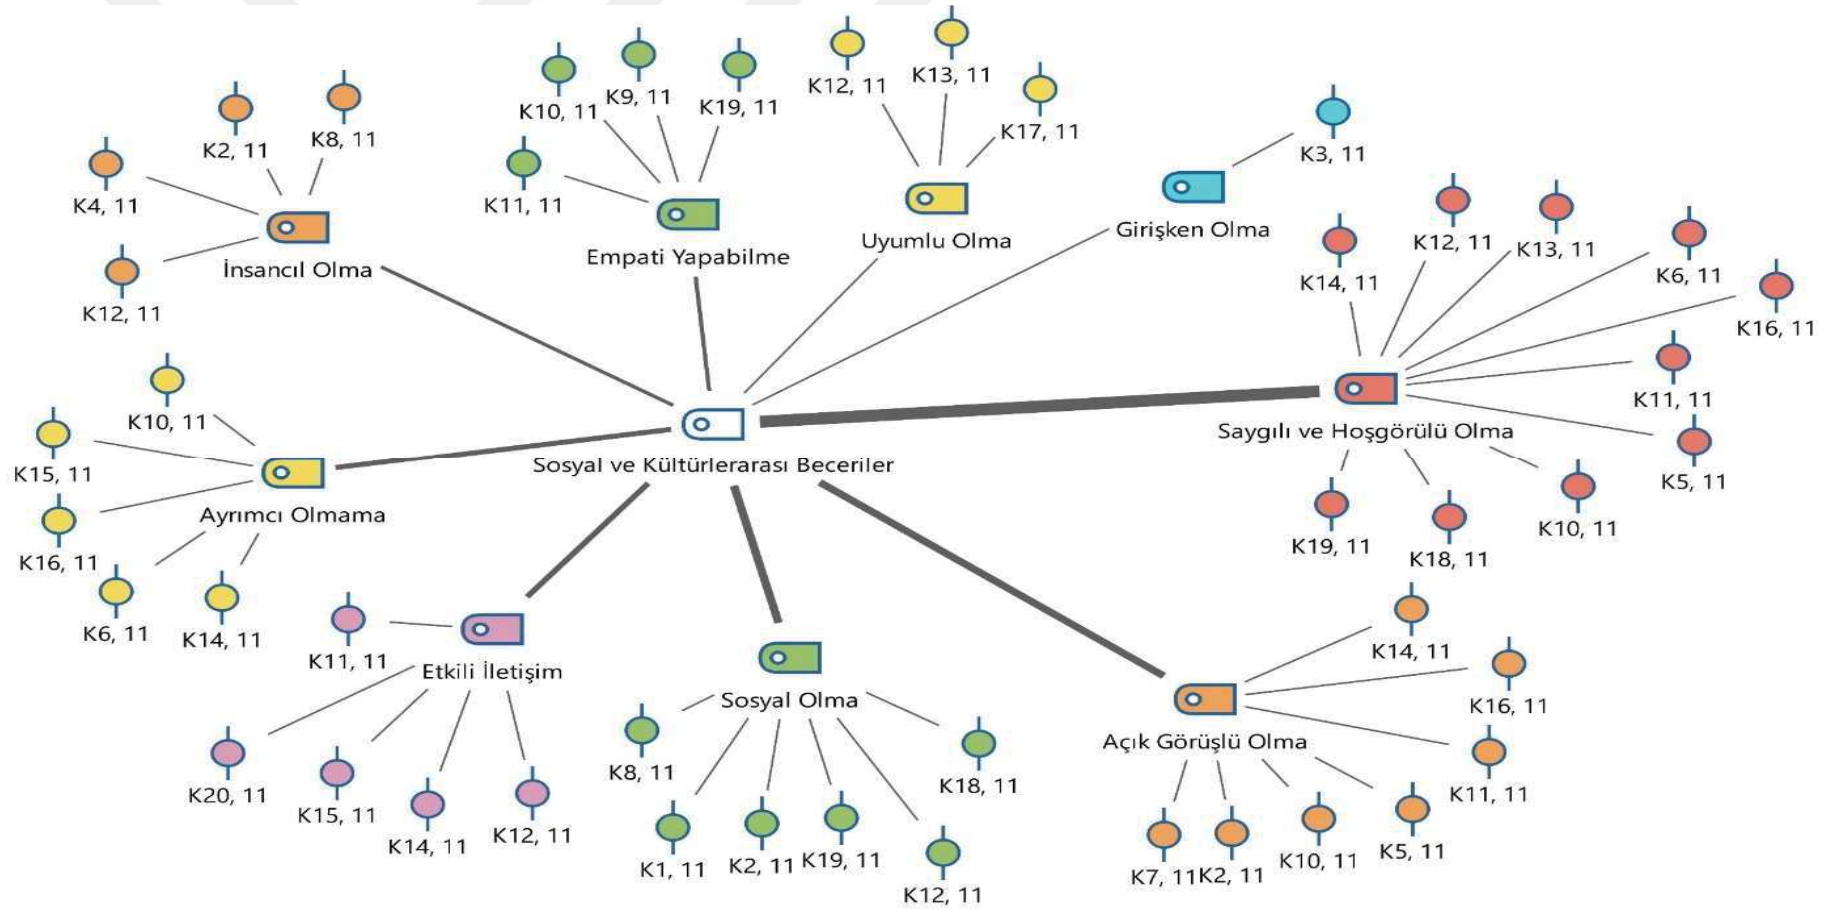 K10, 11
K9, 11
K19, 11
K11, 11
Empati Yapabilme
K12, 11
K13, 11
K17, 11
Uyumlu Olma
K3, 11
Girişken Olma
K2, 11
K8, 11
K4, 11
K12, 11
İnsancıl Olma
K14, 11
K12, 11
K13, 11
K6, 11
K16, 11
K11, 11
K5, 11
K10, 11
K18, 11
K19, 11
Saygılı ve Hoşgörülü Olma
Sosyal ve Kültürlerarası Beceriler
K10, 11
K15, 11
K16, 11
K6, 11
K14, 11
Ayrımcı Olmama
K11, 11
Etkili İletişim
K20, 11
K15, 11
K14, 11
K12, 11
Sosyal Olma
K8, 11
K1, 11
K2, 11
K19, 11
K12, 11
K18, 11
Açık Görüşlü Olma
K14, 11
K16, 11
K11, 11
K5, 11
K10, 11
K2, 11
K7, 11